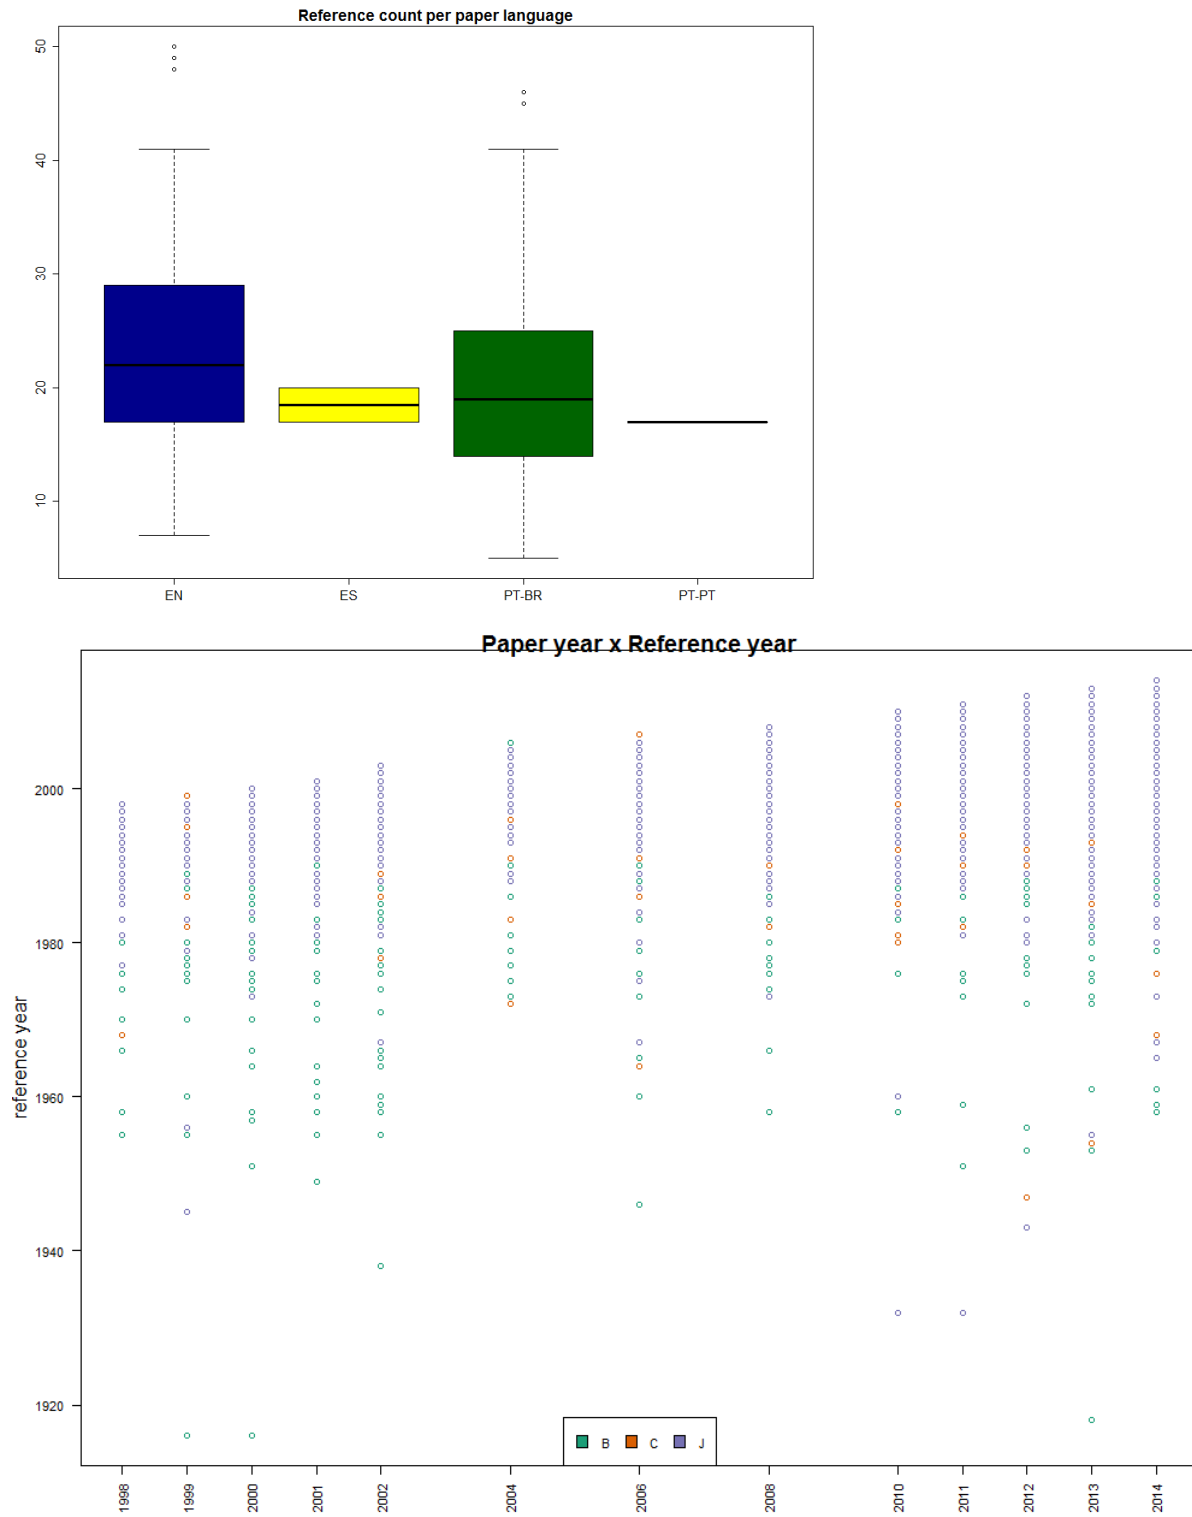 Reference count per paper language
50
40
30
20
10
EN ES PT-BR PT-PT
Paper year x Reference year
reference year
2000
1980
1960
1940
1920
B C J
1998 1999 2000 2001 2002 2004 2006 2008 2010 2011 2012 2013 2014